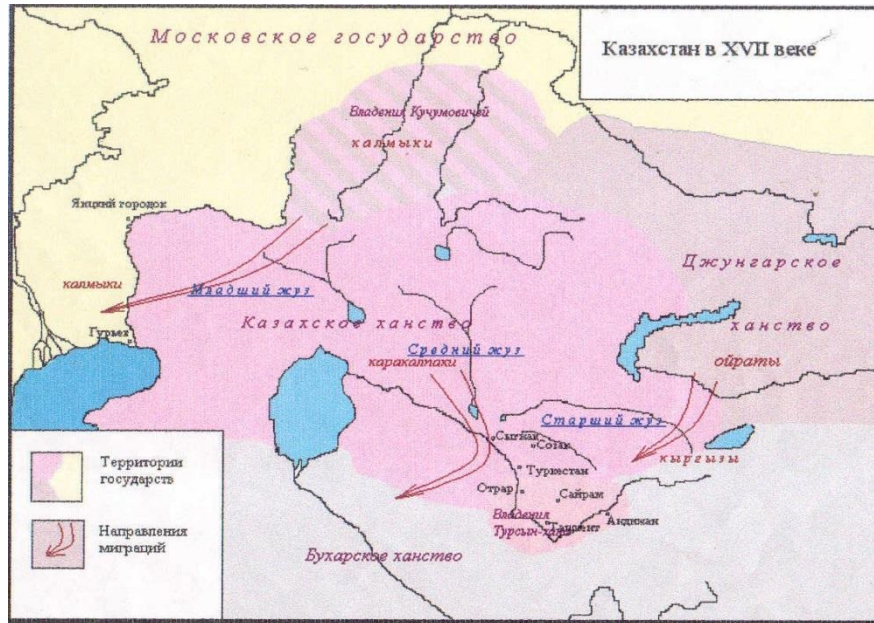 Московское государство
Казахстан в XVII веке
Владения Кучумовичей
калмыки
Яицкий городок
Джунгарское
калмыки
Младший жуз
Казахское ханство
ханство
Гурьев
Средний жуз
каракалпаки
ойраты
Старший жуз
Сыгнак
Созак
кыргызы
Туркестан
Отрар
Сайрам
Владения
Турсын-хана
Ташкент
Андижан
Бухарское ханство
Территории
государств
Направления
миграций